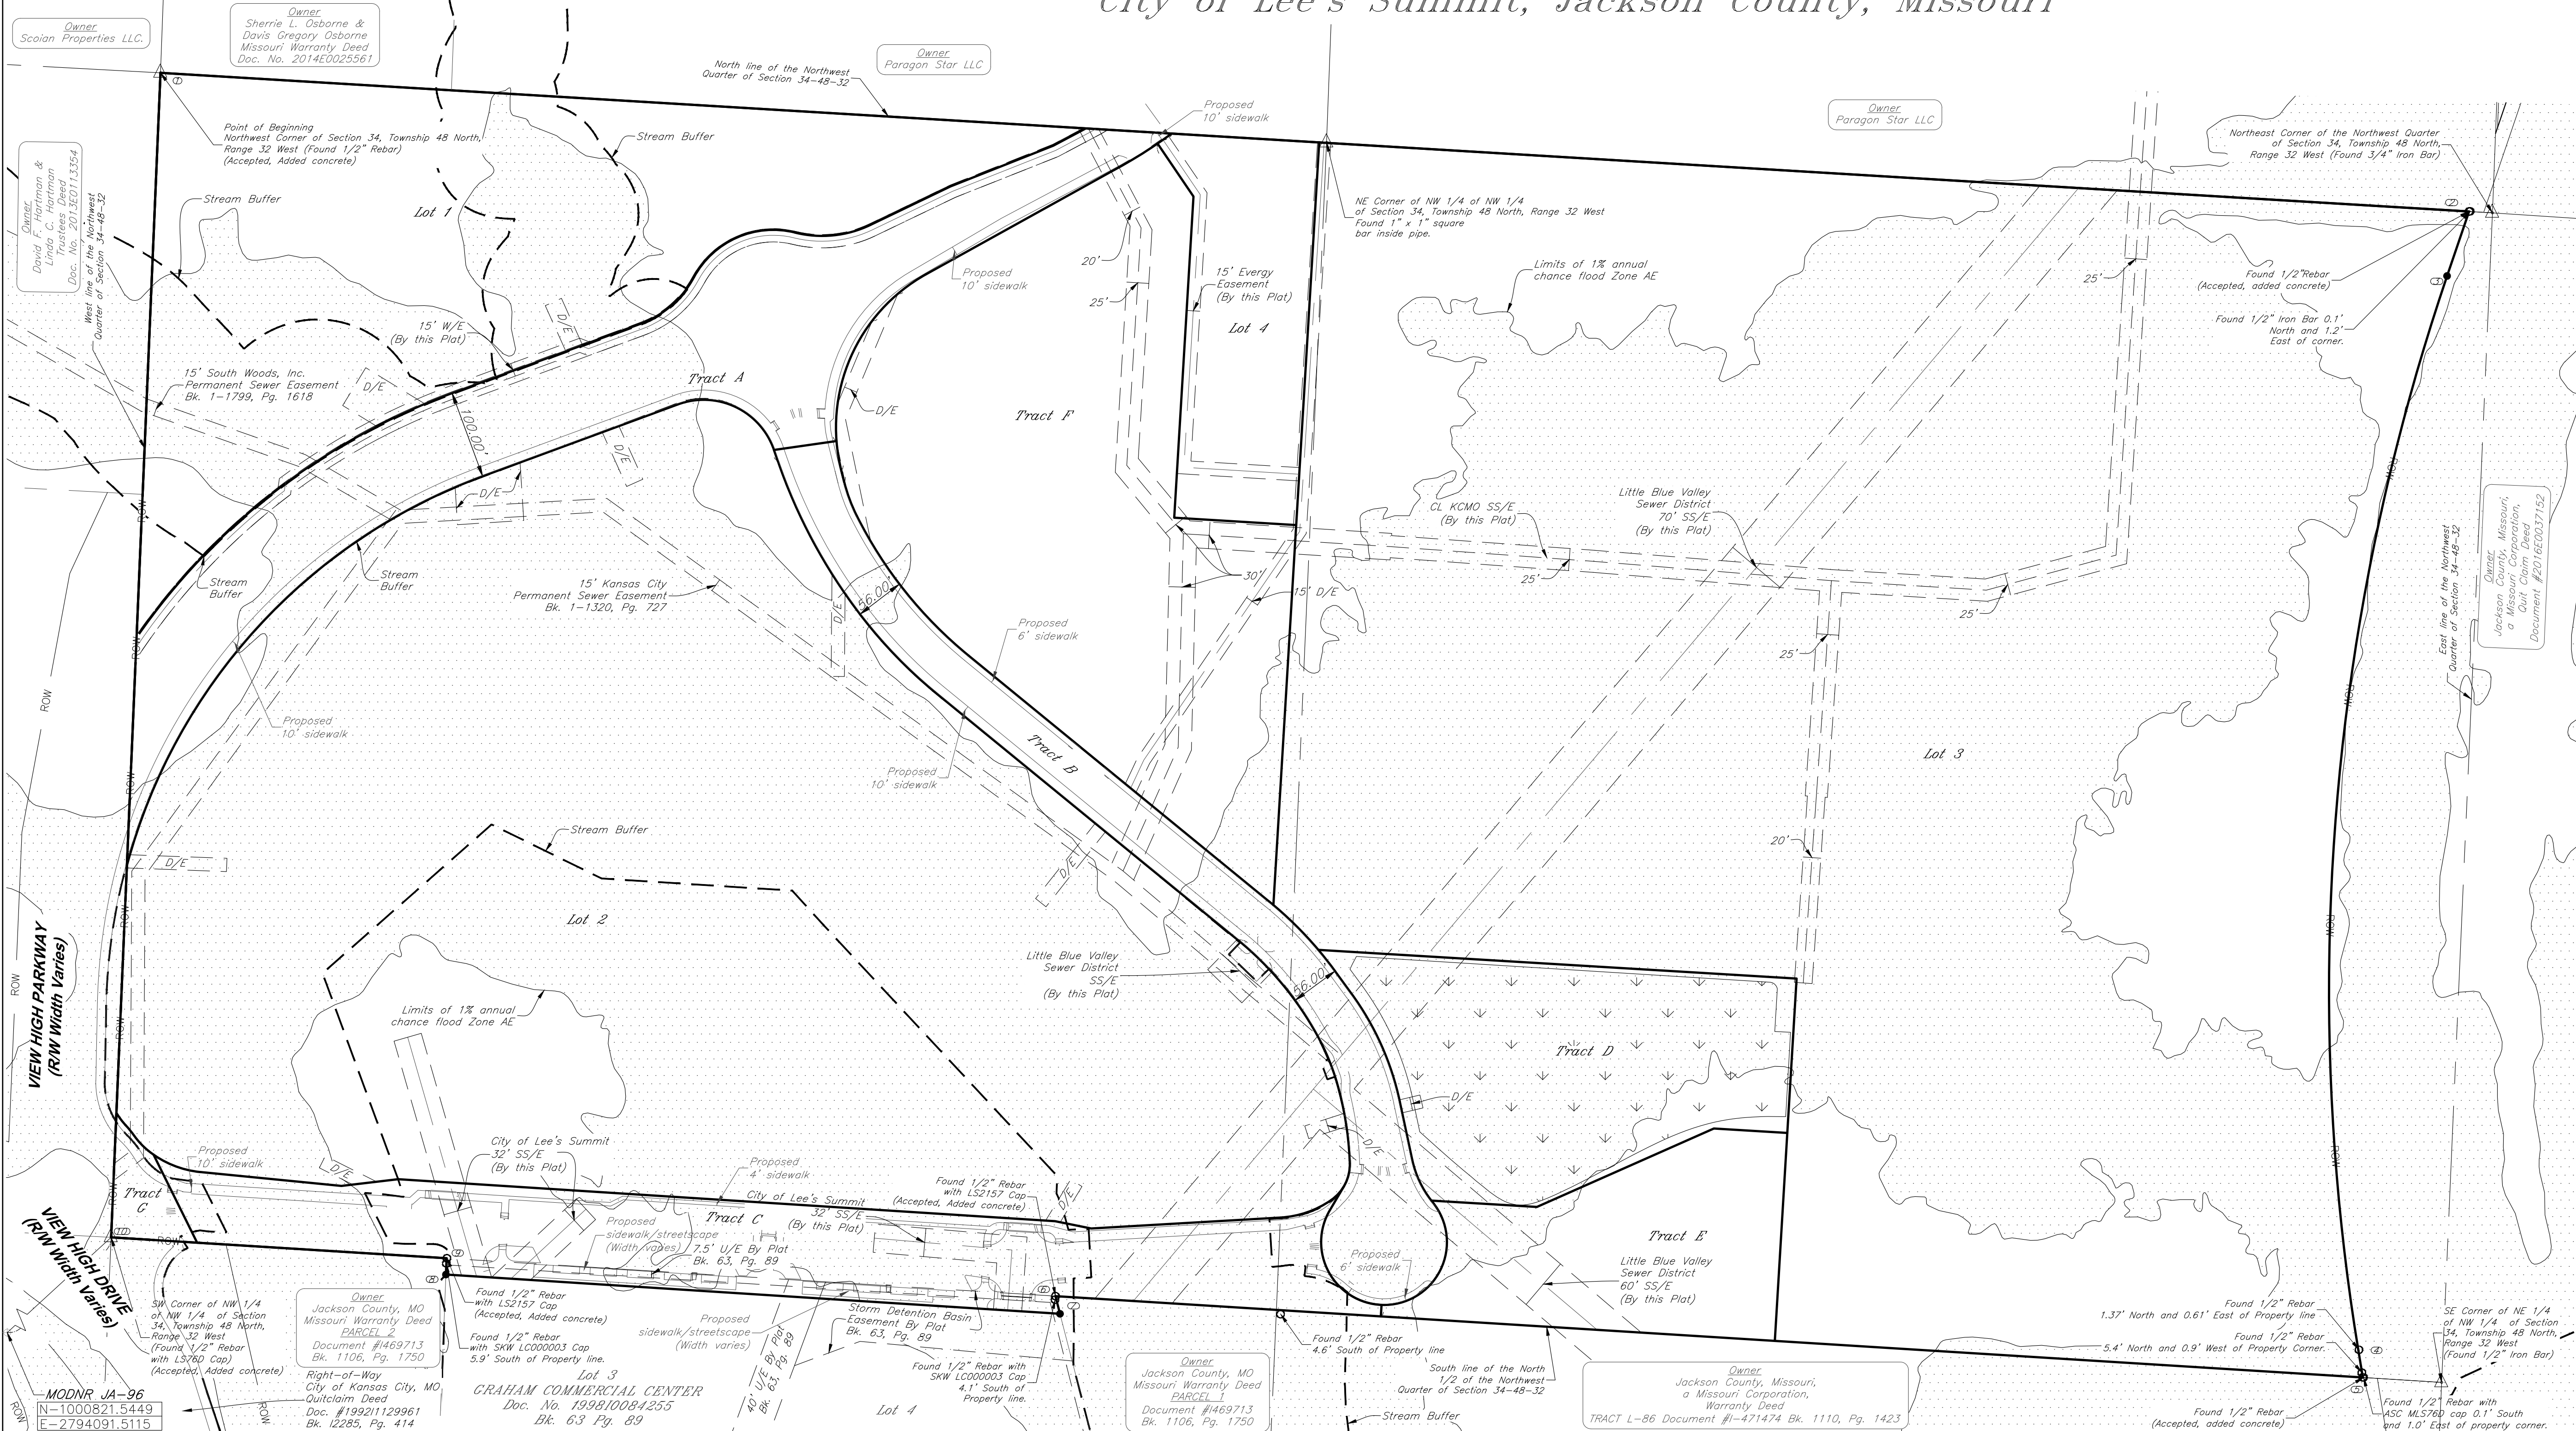 City of Lee's Summit, Jackson County, Missouri
Owner
Scoian Properties LLC.
Owner
Sherrie L. Osborne &
Davis Gregory Osborne
Missouri Warranty Deed
Doc. No. 2014E0025561
North line of the Northwest
Quarter of Section 34-48-32
Owner
Paragon Star LLC
Proposed
10' sidewalk
Owner
Paragon Star LLC
Northeast Corner of the Northwest Quarter
of Section 34, Township 48 North,
Range 32 West (Found 3/4" Iron Bar)
1
Point of Beginning
Northwest Corner of Section 34, Township 48 North,
Range 32 West (Found 1/2" Rebar)
(Accepted, Added concrete)
Stream Buffer
Owner
David F. Hartman &
Linda C. Hartman
Trustees Deed
Doc. No. 2013E0113354
West line of the Northwest
Quarter of Section 34-48-32
Stream Buffer
Lot 1
NE Corner of NW 1/4 of NW 1/4
of Section 34, Township 48 North, Range 32 West
Found 1" x 1" square
bar inside pipe.
2
20'
25'
Proposed
10' sidewalk
15' Evergy
Easement
(By this Plat)
Lot 4
Limits of 1% annual
chance flood Zone AE
25'
Found 1/2"Rebar
(Accepted, added concrete)
3
Found 1/2" Iron Bar 0.1'
North and 1.2'
East of corner.
15' W/E
(By this Plat)
D/E
15' South Woods, Inc.
Permanent Sewer Easement
Bk. 1-1799, Pg. 1618
D/E
Tract A
100.00'
D/E
Tract F
D/E
D/E
ROW
ROW
CL KCMO SS/E
(By this Plat)
Little Blue Valley
Sewer District
70' SS/E
(By this Plat)
East line of the Northwest
Quarter of Section 34-48-32
Owner
Jackson County, Missouri,
a Missouri Corporation,
Quit Claim Deed
Document #2016E0037152
Stream
Buffer
Stream
Buffer
15' Kansas City
Permanent Sewer Easement
Bk. 1-1320, Pg. 727
D/E
56.00'
30'
15' D/E
25'
25'
25'
Proposed
6' sidewalk
ROW
ROW
ROW
Proposed
10' sidewalk
Tract B
Proposed
10' sidewalk
Lot 3
ROW
D/E
Stream Buffer
D/E
20'
Lot 2
ROW
ROW
VIEW HIGH PARKWAY
(R/W Width Varies)
ROW
ROW
Limits of 1% annual
chance flood Zone AE
Little Blue Valley
Sewer District
SS/E
(By this Plat)
56.00'
Tract D
D/E
D/E
City of Lee's Summit
32' SS/E
(By this Plat)
Proposed
10' sidewalk
D/E
Proposed
4' sidewalk
City of Lee's Summit
32' SS/E
(By this Plat)
Found 1/2" Rebar
with LS2157 Cap
(Accepted, Added concrete)
D/E
ROW
ROW
Tract
G
Tract C
Proposed
sidewalk/streetscape
(Width varies)
7.5' U/E By Plat
Bk. 63, Pg. 89
Proposed
6' sidewalk
Tract E
Little Blue Valley
Sewer District
60' SS/E
(By this Plat)
VIEW HIGH DRIVE
(R/W Width Varies)
10
ROW
9
8
6
7
SW Corner of NW 1/4
of NW 1/4 of Section
34, Township 48 North,
Range 32 West
(Found 1/2" Rebar
with LS76D Cap)
(Accepted, Added concrete)
Owner
Jackson County, MO
Missouri Warranty Deed
PARCEL 2
Document #I469713
Bk. 1106, Pg. 1750
Found 1/2" Rebar
with LS2157 Cap
(Accepted, Added concrete)
Found 1/2" Rebar
with SKW LC000003 Cap
5.9' South of Property line.
Proposed
sidewalk/streetscape
(Width varies)
Storm Detention Basin
Easement By Plat
Bk. 63, Pg. 89
40' U/E By Plat
Bk. 63, Pg. 89
Found 1/2" Rebar with
SKW LC000003 Cap
4.1' South of
Property line.
Found 1/2" Rebar
4.6' South of Property line
South line of the North
1/2 of the Northwest
Quarter of Section 34-48-32
Found 1/2" Rebar
1.37' North and 0.61' East of Property line
Found 1/2" Rebar
5.4' North and 0.9' West of Property Corner.
4
5
SE Corner of NE 1/4
of NW 1/4 of Section
34, Township 48 North,
Range 32 West
(Found 1/2" Iron Bar)
Right-of-Way
City of Kansas City, MO
Quitclaim Deed
Doc. #1992I1129961
Bk. I2285, Pg. 414
Lot 3
GRAHAM COMMERCIAL CENTER
Doc. No. 1998I0084255
Bk. 63 Pg. 89
Lot 4
Owner
Jackson County, MO
Missouri Warranty Deed
PARCEL 1
Document #I469713
Bk. 1106, Pg. 1750
Stream Buffer
Owner
Jackson County, Missouri,
a Missouri Corporation,
Warranty Deed
TRACT L-86 Document #I-471474 Bk. 1110, Pg. 1423
Found 1/2" Rebar
(Accepted, added concrete)
Found 1/2" Rebar with
ASC MLS76D cap 0.1' South
and 1.0' East of property corner.
MODNR JA-96
N-1000821.5449
E-2794091.5115
ROW
ROW